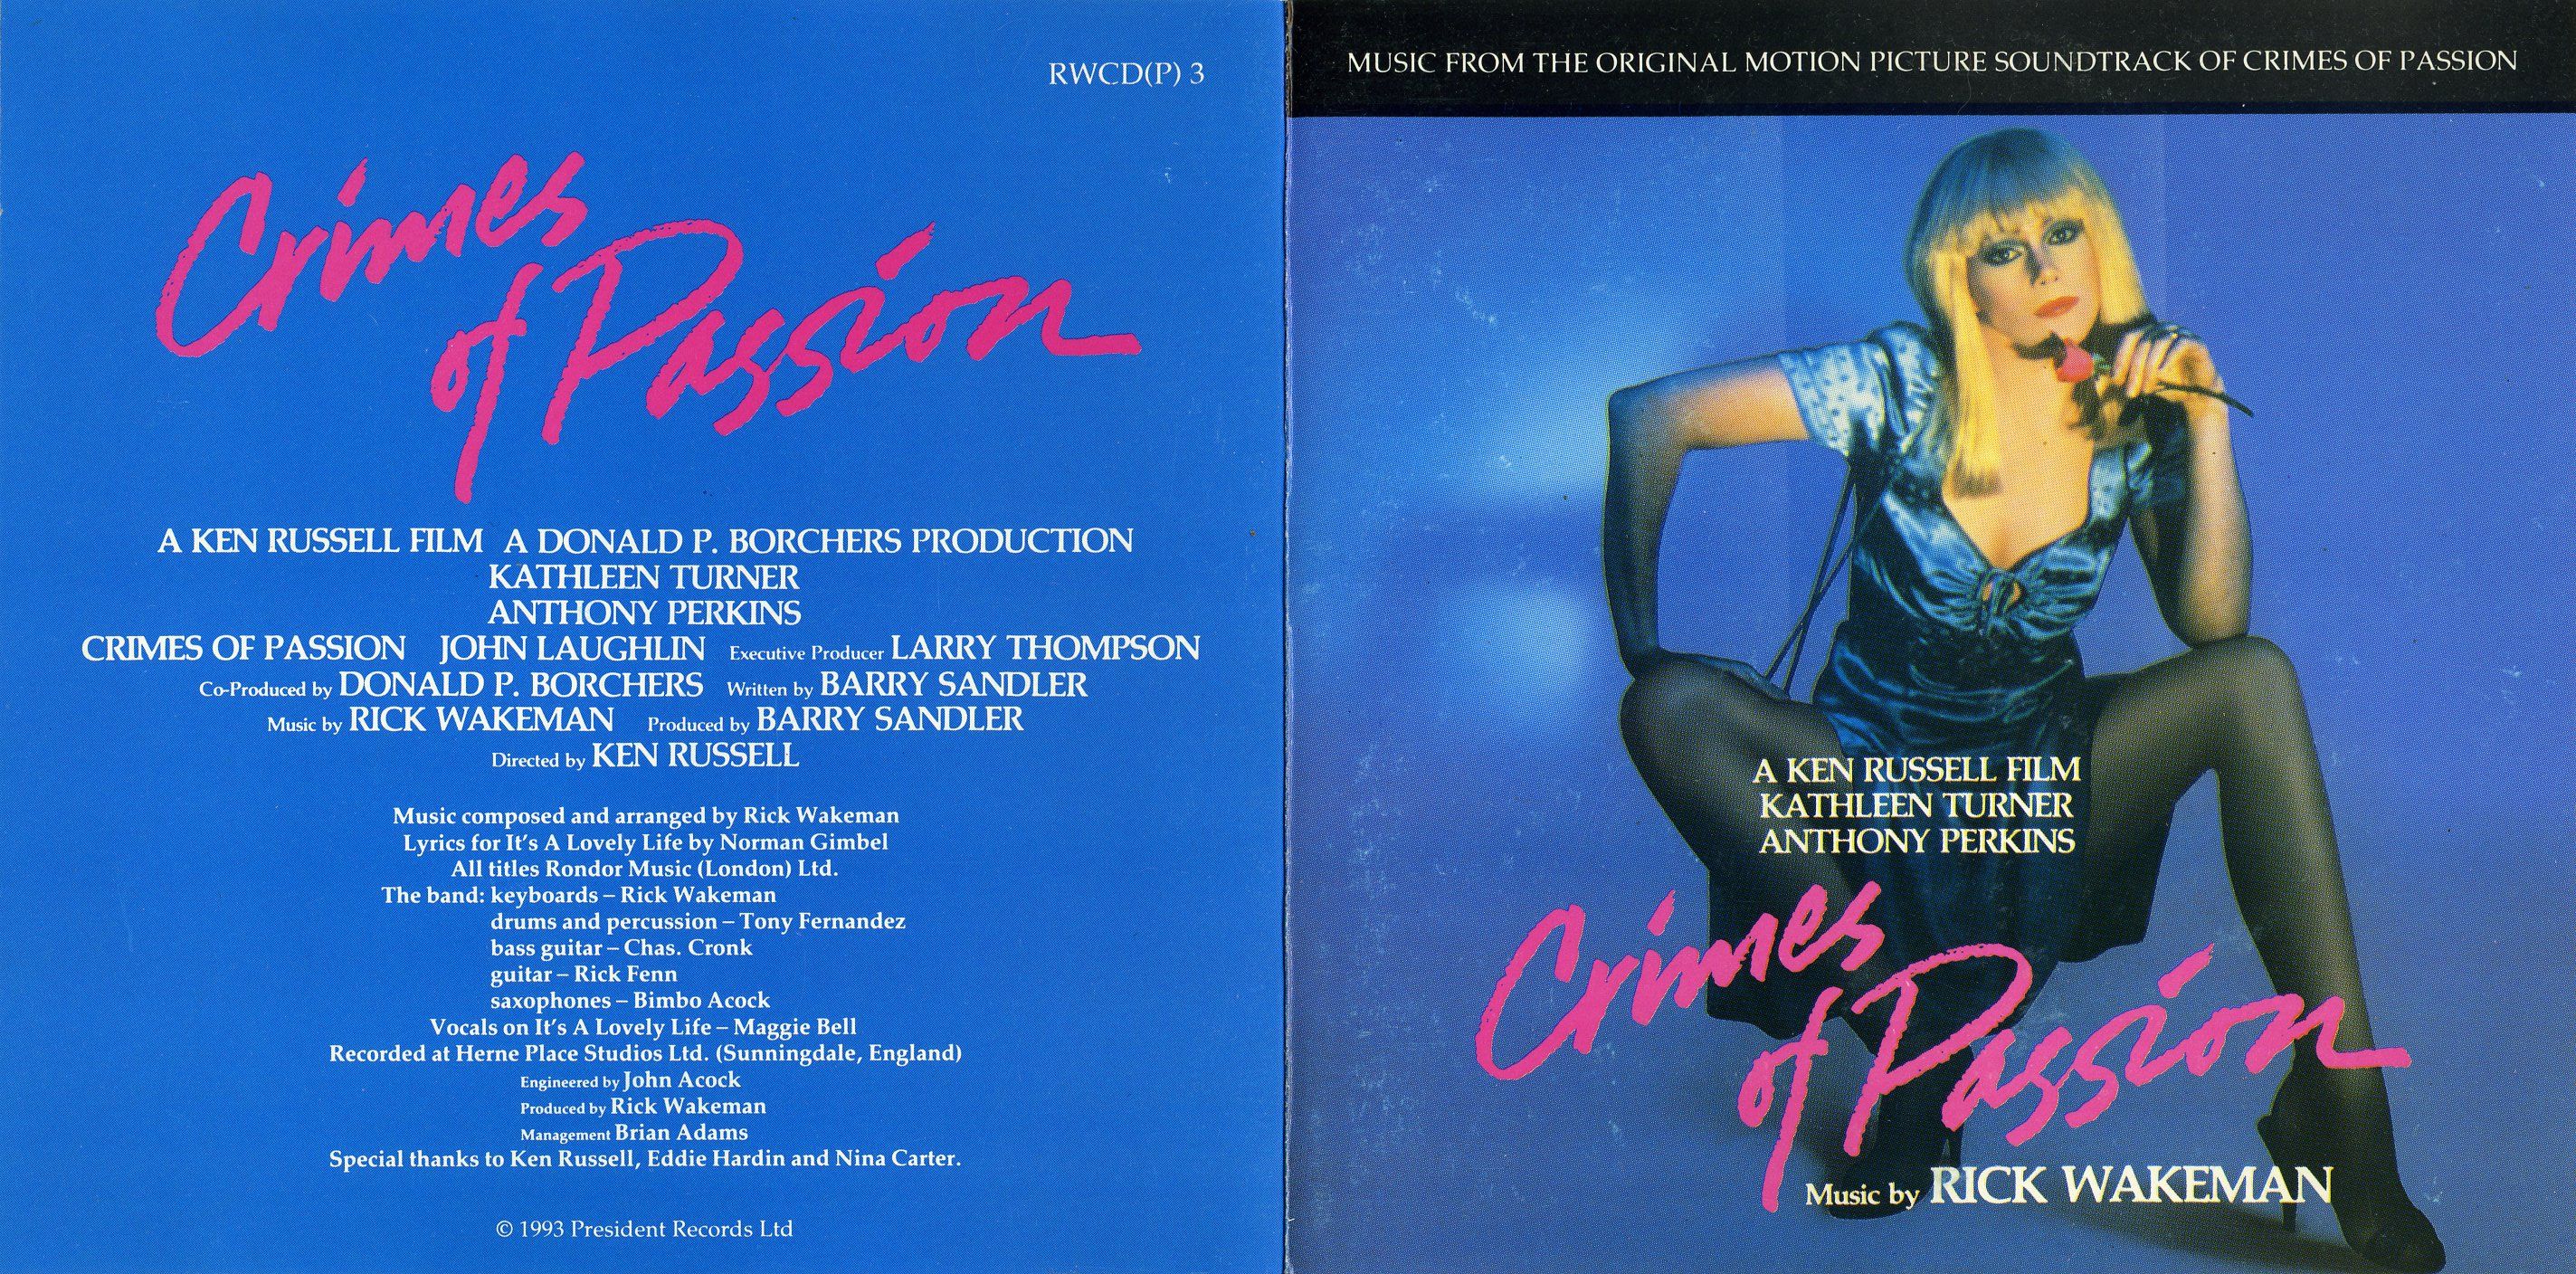 RWCD(P) 3
Crimes
of Passion
A KEN RUSSELL FILM A DONALD P. BORCHERS PRODUCTION
KATHLEEN TURNER
ANTHONY PERKINS
CRIMES OF PASSION JOHN LAUGHLIN Executive Producer LARRY THOMPSON
Co-Produced by DONALD P. BORCHERS Written by BARRY SANDLER
Music by RICK WAKEMAN Produced by BARRY SANDLER
Directed by KEN RUSSELL
Music composed and arranged by Rick Wakeman
Lyrics for It's A Lovely Life by Norman Gimbel
All titles Rondor Music (London) Ltd.
The band: keyboards – Rick Wakeman
drums and percussion – Tony Fernandez
bass guitar – Chas. Cronk
guitar – Rick Fenn
saxophones – Bimbo Acock
Vocals on It's A Lovely Life – Maggie Bell
Recorded at Herne Place Studios Ltd. (Sunningdale, England)
Engineered by John Acock
Produced by Rick Wakeman
Management Brian Adams
Special thanks to Ken Russell, Eddie Hardin and Nina Carter.
© 1993 President Records Ltd
MUSIC FROM THE ORIGINAL MOTION PICTURE SOUNDTRACK OF CRIMES OF PASSION
A KEN RUSSELL FILM
KATHLEEN TURNER
ANTHONY PERKINS
Crimes
of Passion
Music by RICK WAKEMAN